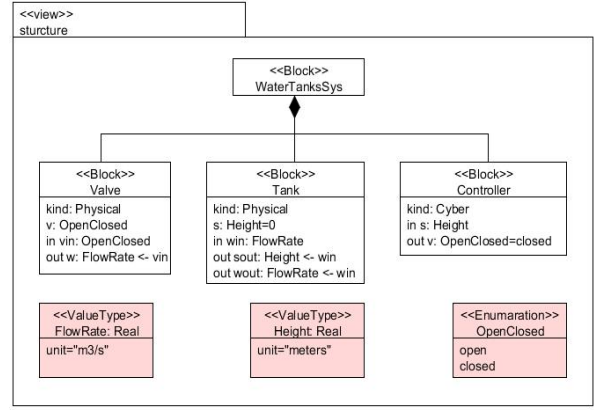 <<view>>
sturcture
<<Block>>
WaterTanksSys
<<Block>>
Valve
kind: Physical
v: OpenClosed
in vin: OpenClosed
out w: FlowRate <- vin
<<Block>>
Tank
kind: Physical
s: Height=0
in win: FlowRate
out sout: Height <- win
out wout: FlowRate <- win
<<Block>>
Controller
kind: Cyber
in s: Height
out v: OpenClosed=closed
<<ValueType>>
FlowRate: Real
unit="m3/s"
<<ValueType>>
Height: Real
unit="meters"
<<Enumaration>>
OpenClosed
open
closed